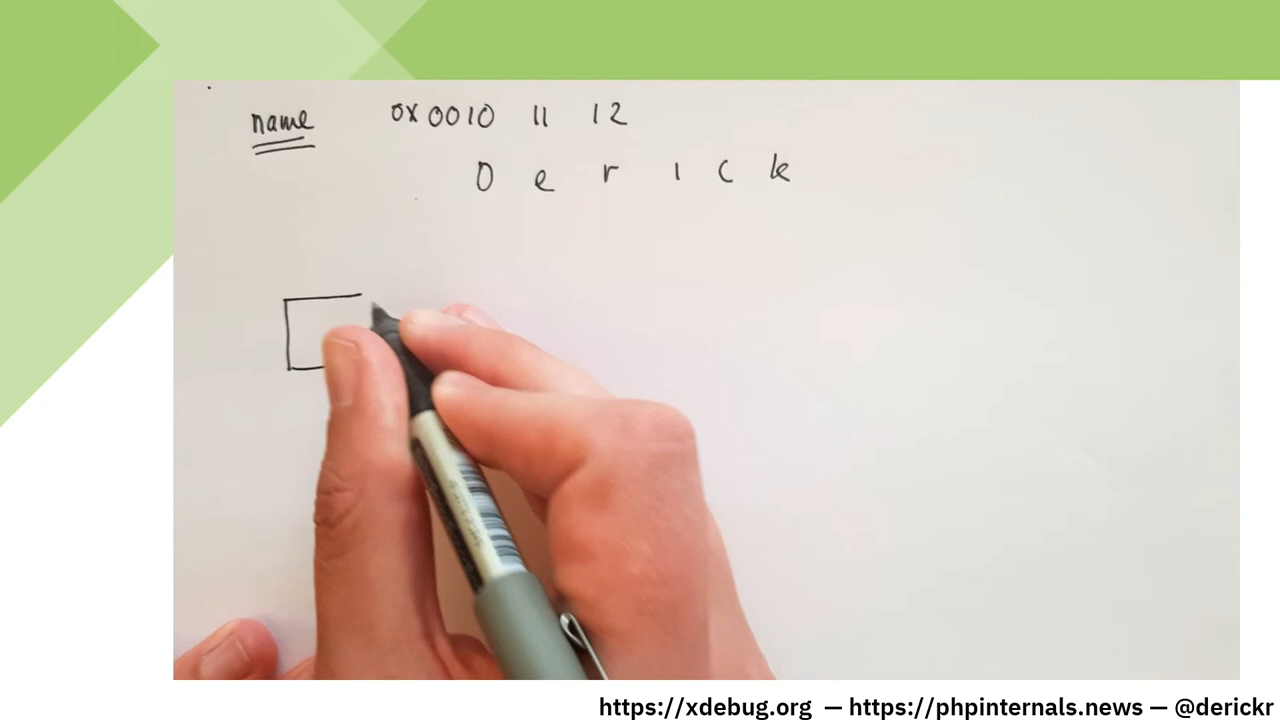 name 0x0010 11 12
D e r i c k
https://xdebug.org — https://phpinternals.news — @derickr